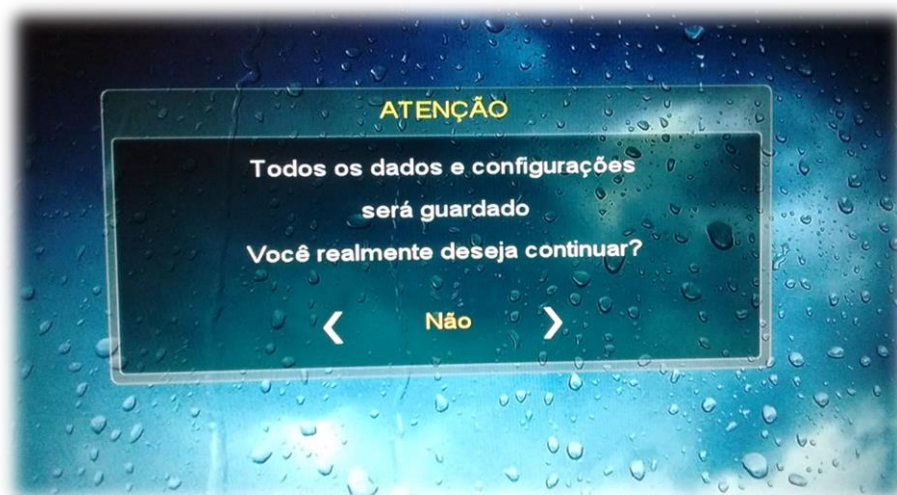 ATENÇÃO
Todos os dados e configurações
será guardado
Você realmente deseja continuar?
Não